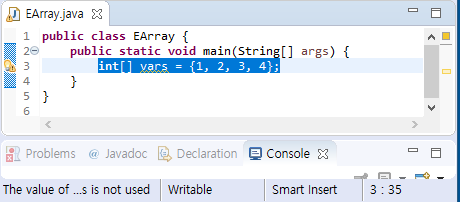 EArray.java
1 public class EArray {
2 public static void main(String[] args) {
3 int[] vars = {1, 2, 3, 4};
4 }
5 }
6
Problems @ Javadoc Declaration Console
The value of ...s is not used Writable Smart Insert 3 : 35